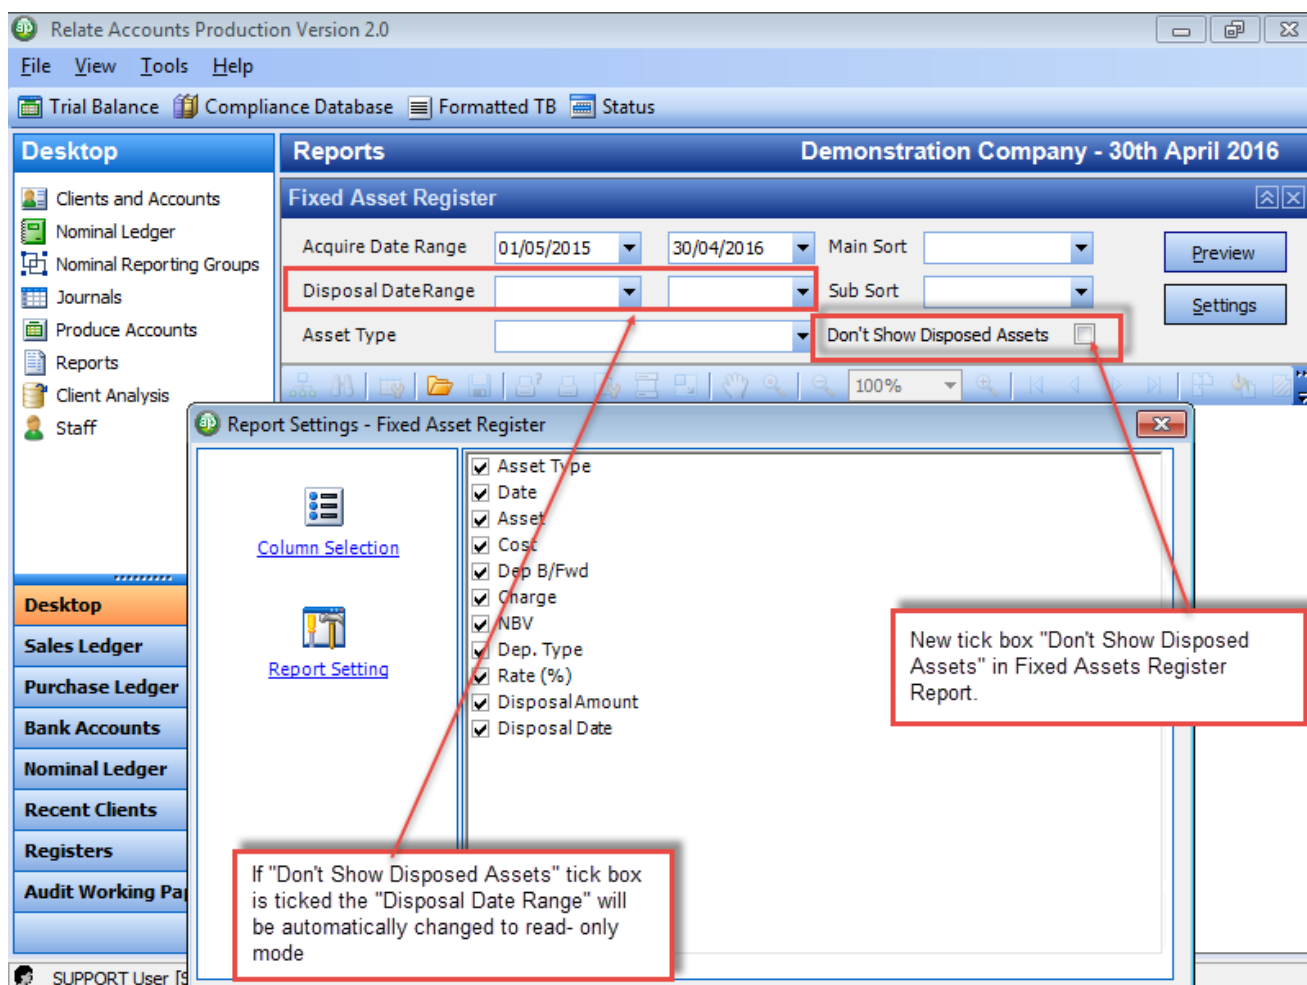 Relate Accounts Production Version 2.0
File View Tools Help
Trial Balance Compliance Database Formatted TB Status
Desktop
Reports Demonstration Company - 30th April 2016
Clients and Accounts
Nominal Ledger
Nominal Reporting Groups
Journals
Produce Accounts
Reports
Client Analysis
Staff
Fixed Asset Register
Acquire Date Range 01/05/2015 30/04/2016 Main Sort Preview
Disposal DateRange Sub Sort Settings
Asset Type Don't Show Disposed Assets
100%
Report Settings - Fixed Asset Register
Column Selection
Report Setting
Asset Type
Date
Asset
Cost
Dep B/Fwd
Charge
NBV
Dep. Type
Rate (%)
DisposalAmount
Disposal Date
New tick box "Don't Show Disposed
Assets" in Fixed Assets Register
Report.
Desktop
Sales Ledger
Purchase Ledger
Bank Accounts
Nominal Ledger
Recent Clients
Registers
Audit Working Pa
If "Don't Show Disposed Assets" tick box
is ticked the "Disposal Date Range" will
be automatically changed to read- only
mode
SUPPORT User [S